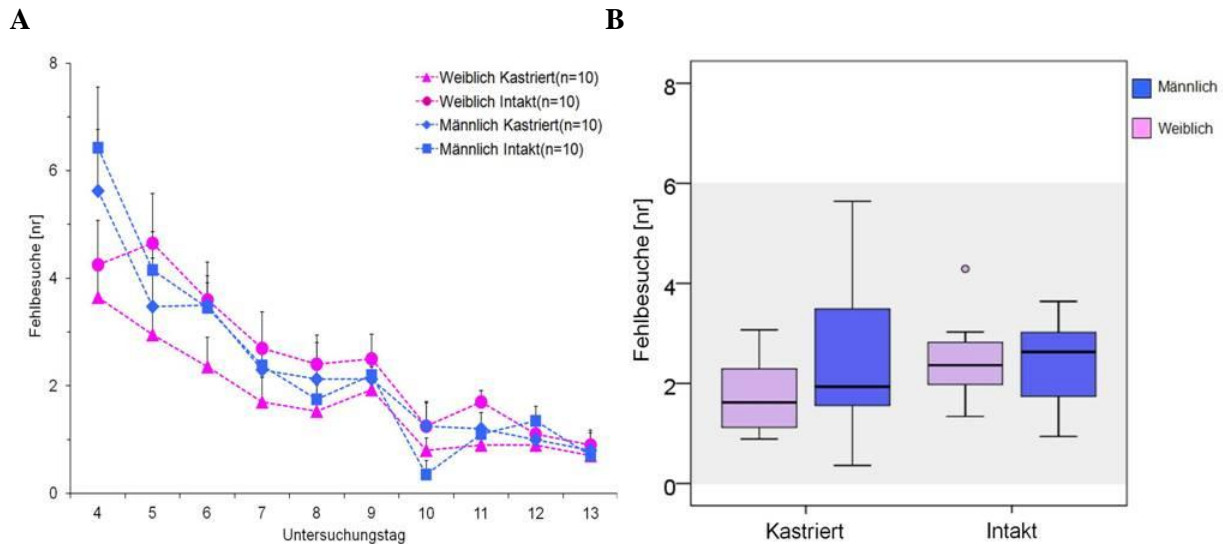 A
B
8
6
4
2
0
Fehlbesuche [nr]
Weiblich Kastriert(n=10)
Weiblich Intakt(n=10)
Männlich Kastriert(n=10)
Männlich Intakt(n=10)
4 5 6 7 8 9 10 11 12 13
Untersuchungstag
8
6
4
2
0
Fehlbesuche [nr]
Männlich
Weiblich
Kastriert Intakt